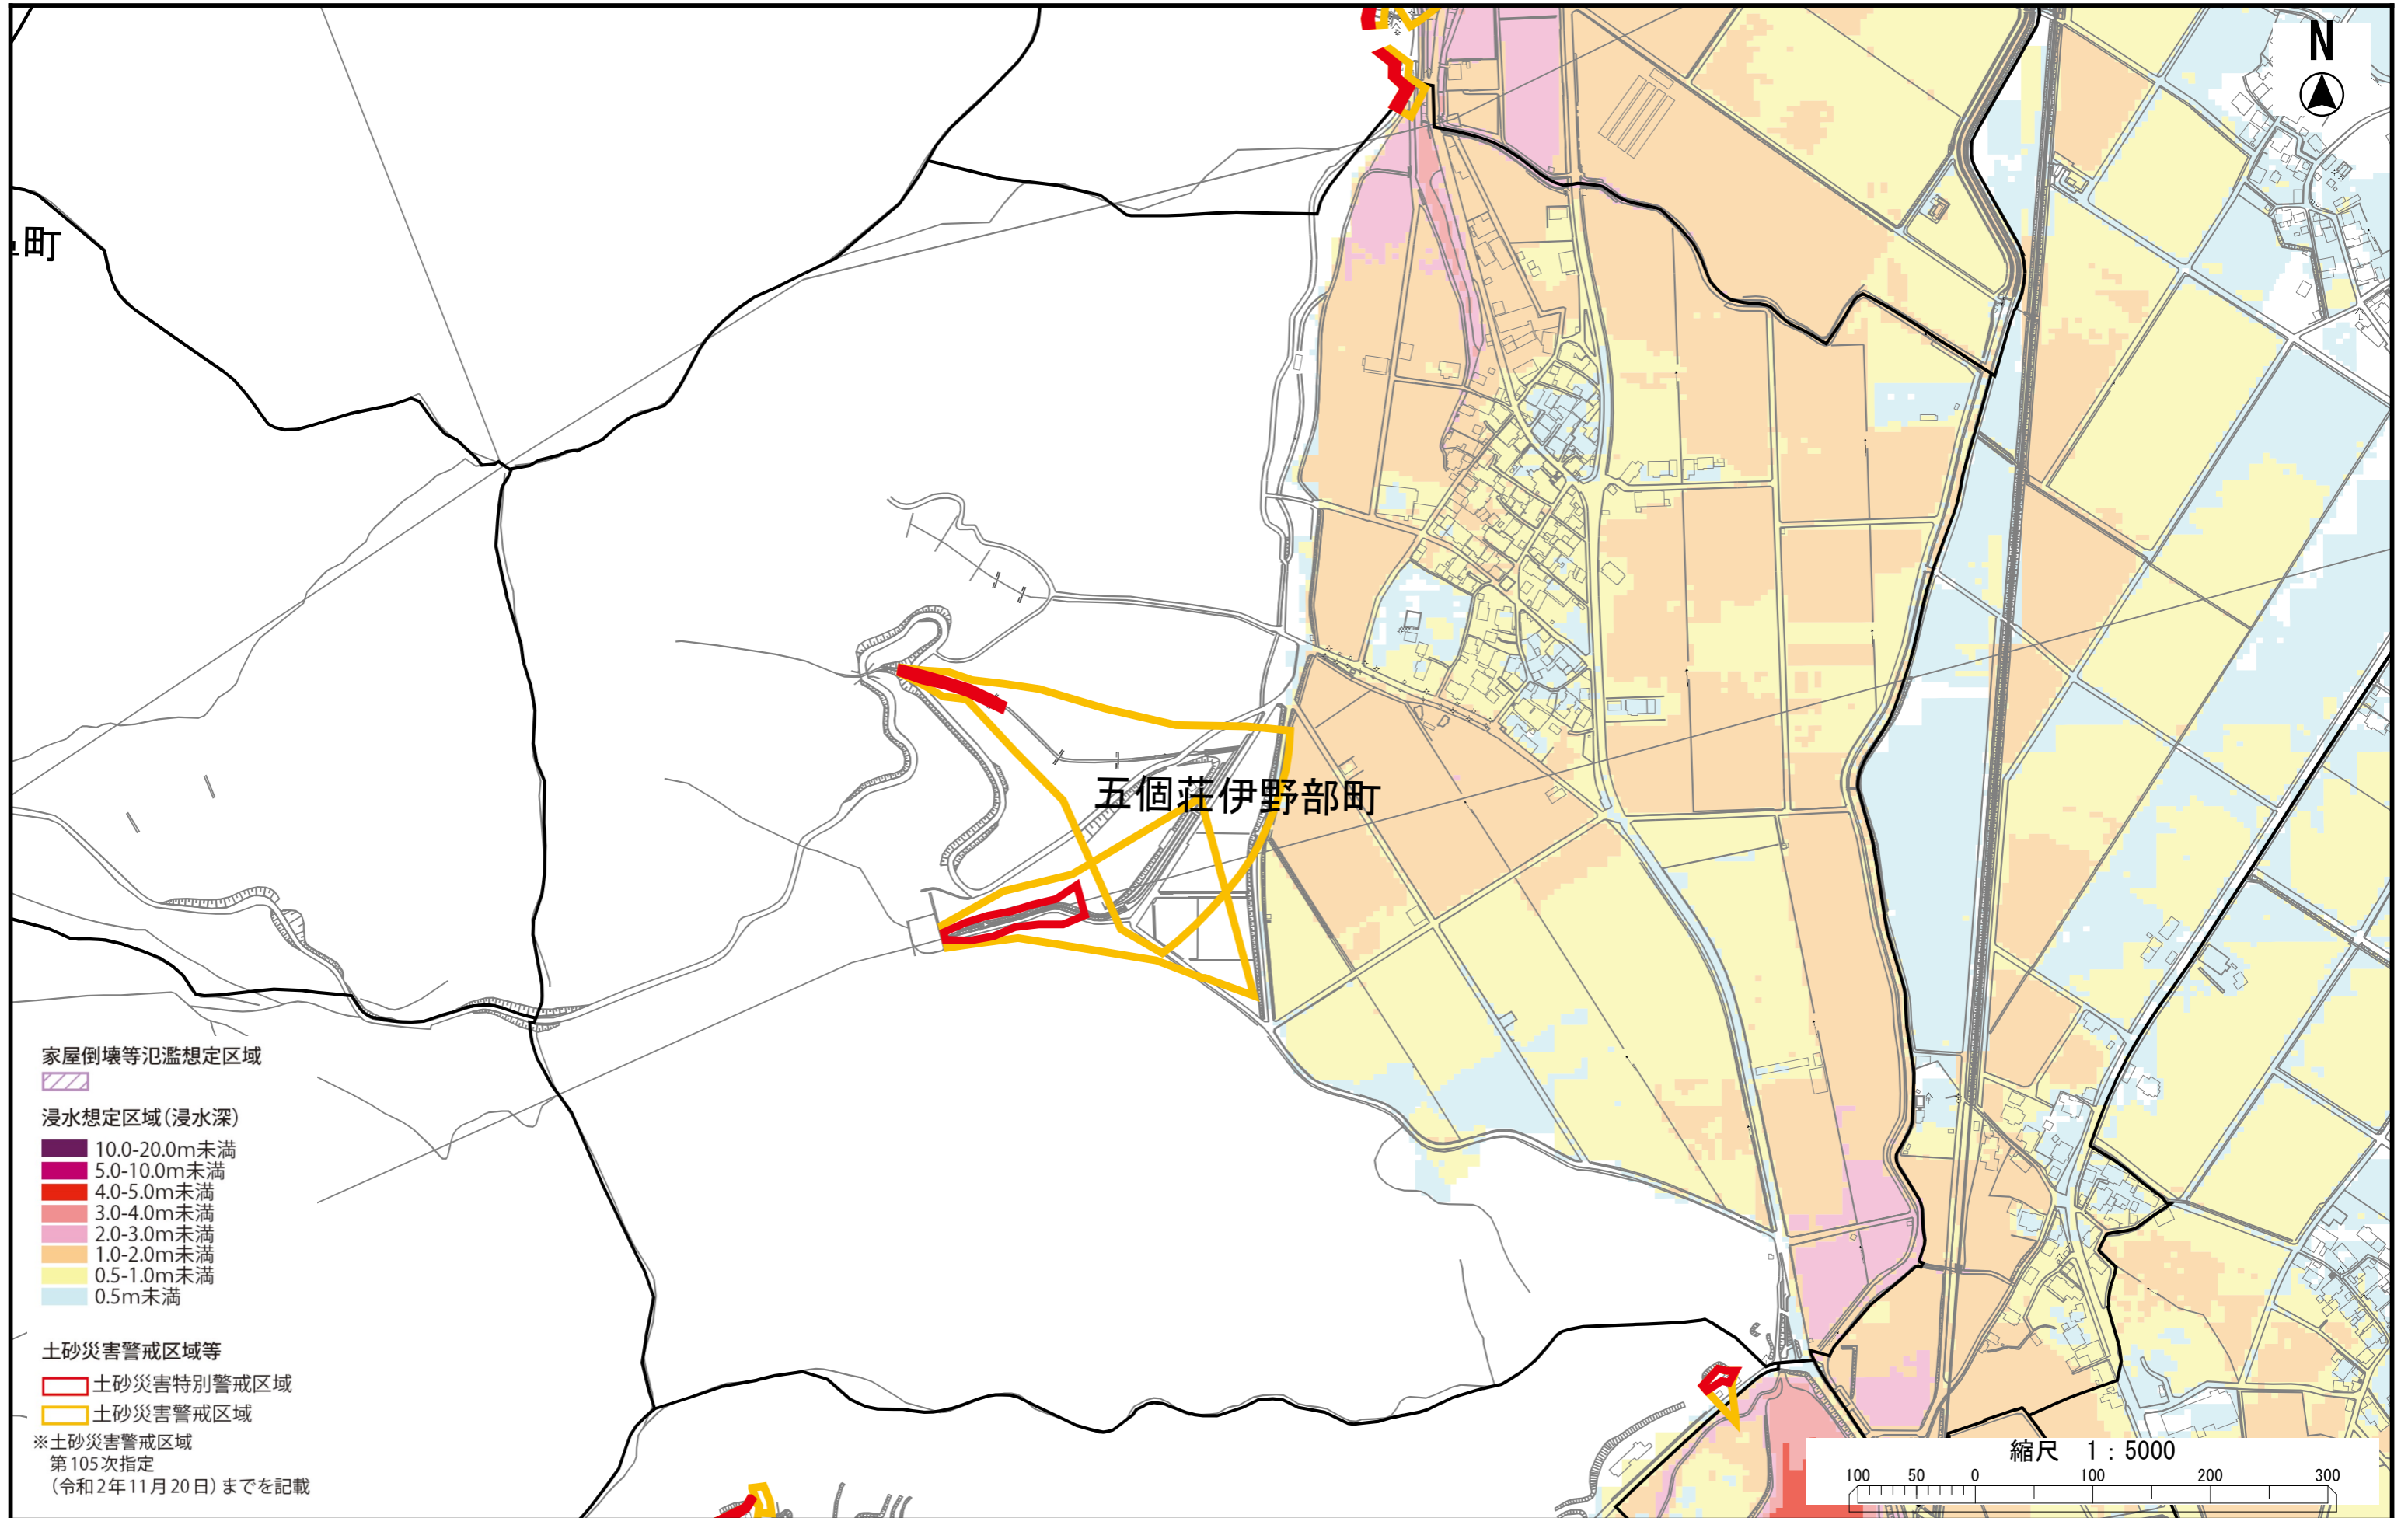 N
町
五個荘伊野部町
家屋倒壊等氾濫想定区域
浸水想定区域(浸水深)
10.0-20.0m未満
5.0-10.0m未満
4.0-5.0m未満
3.0-4.0m未満
2.0-3.0m未満
1.0-2.0m未満
0.5-1.0m未満
0.5m未満
土砂災害警戒区域等
土砂災害特別警戒区域
土砂災害警戒区域
※土砂災害警戒区域
第105次指定
(令和2年11月20日)までを記載
縮尺 1:5000
100 50 0 100 200 300